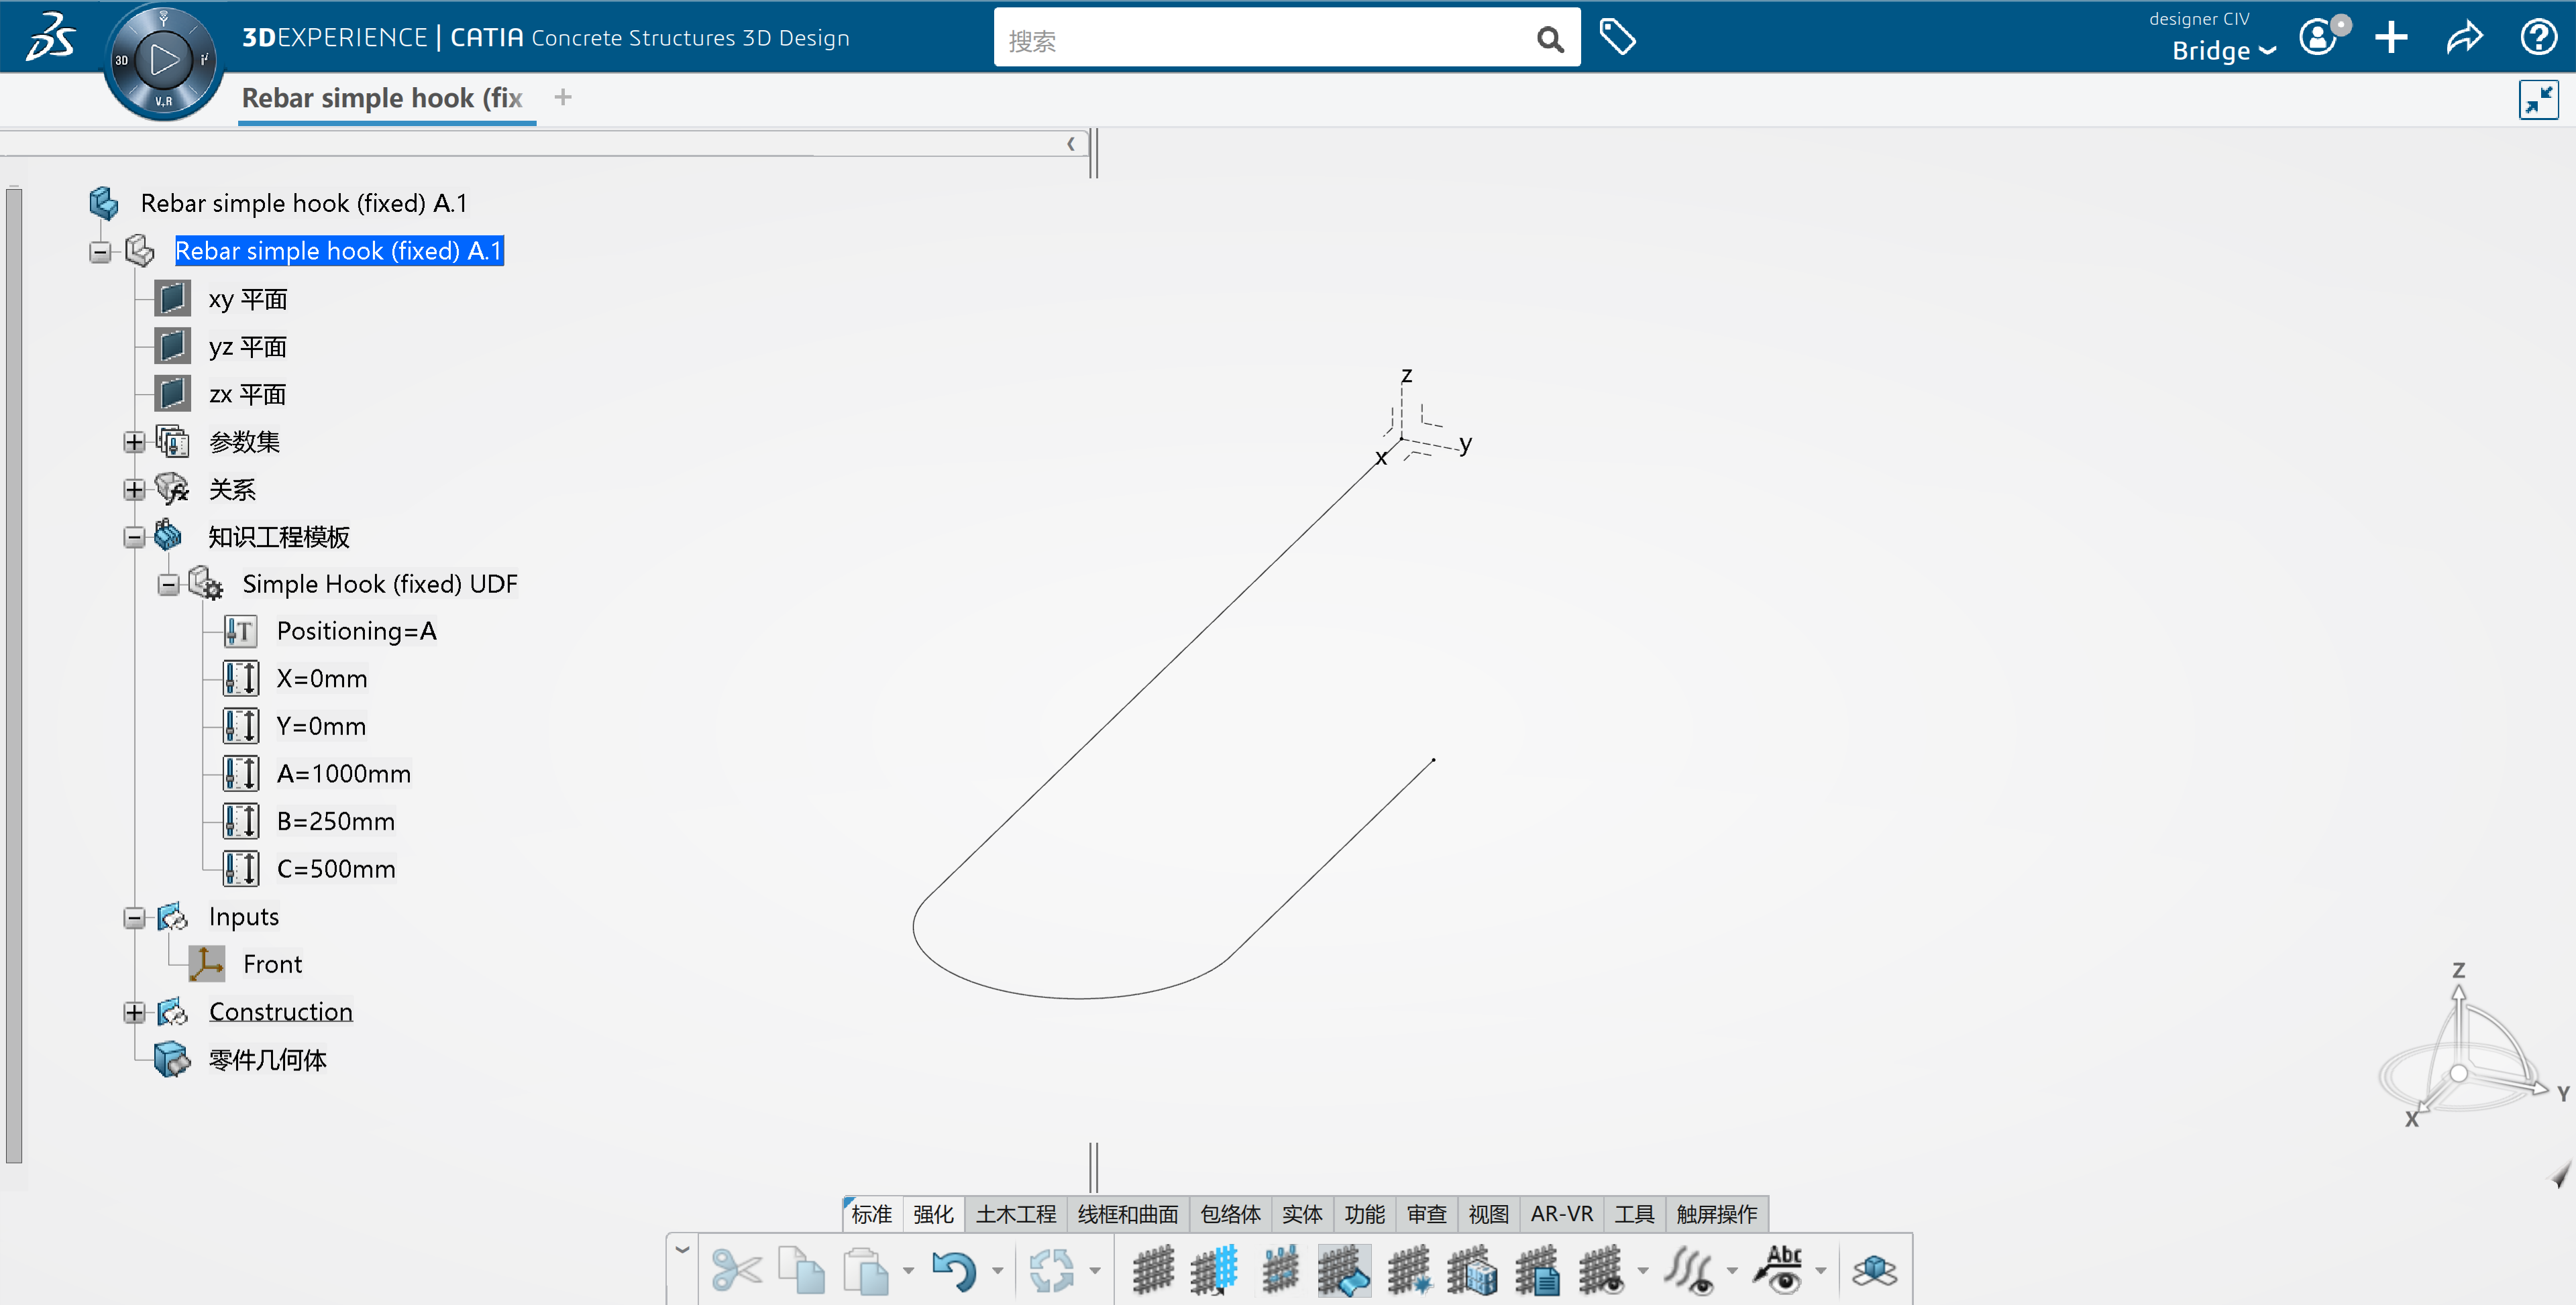 3DEXPERIENCE | CATIA Concrete Structures 3D Design
搜索
designer CIV
Bridge
3D
V+R
Rebar simple hook (fix
Rebar simple hook (fixed) A.1
Rebar simple hook (fixed) A.1
xy 平面
yz 平面
zx 平面
参数集
关系
知识工程模板
Simple Hook (fixed) UDF
Positioning=A
X=0mm
Y=0mm
A=1000mm
B=250mm
C=500mm
Inputs
Front
Construction
零件几何体
z
y
x
Z
Y
X
标准 强化 土木工程 线框和曲面 包络体 实体 功能 审查 视图 AR-VR 工具 触屏操作
Abc